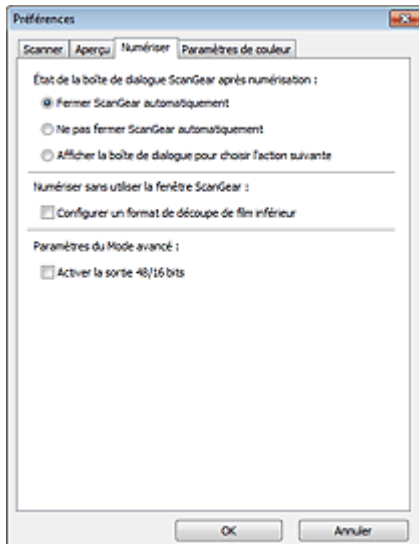 Préférences
Scanner Aperçu Numériser Paramètres de couleur
État de la boîte de dialogue ScanGear après numérisation :
Fermer ScanGear automatiquement
Ne pas fermer ScanGear automatiquement
Afficher la boîte de dialogue pour choisir l'action suivante
Numériser sans utiliser la fenêtre ScanGear :
Configurer un format de découpe de film inférieur
Paramètres du Mode avancé :
Activer la sortie 48/16 bits
OK Annuler